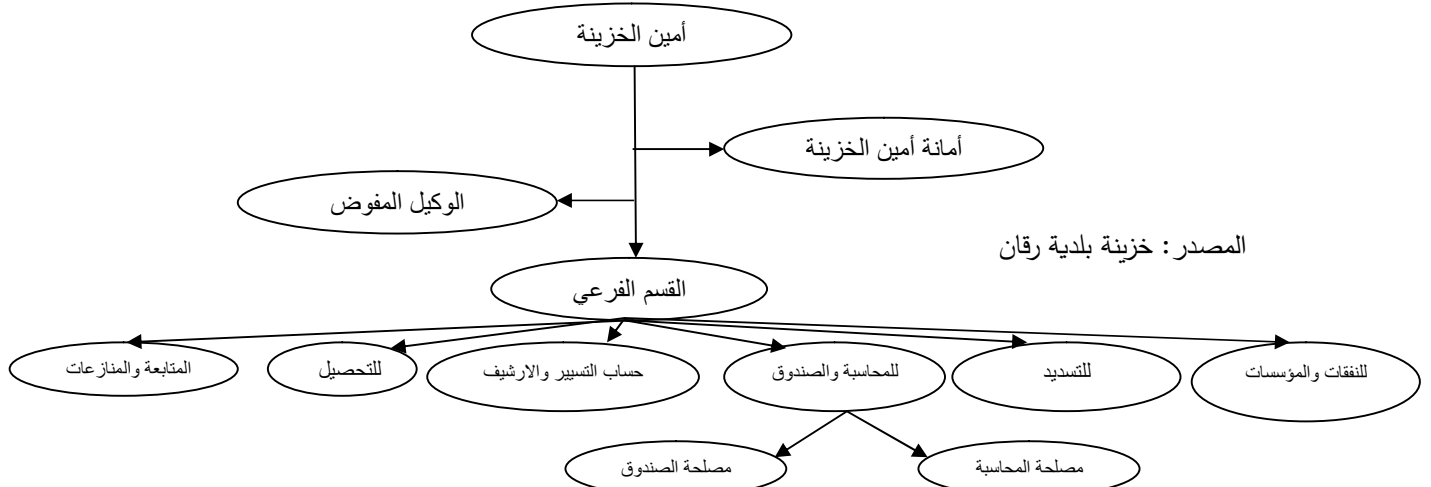 أمين الخزينة
أمانة أمين الخزينة
الوكيل المفوض
المصدر: خزينة بلدية رقان
القسم الفرعي
للنفقات والمؤسسات
للتسديد
للمحاسبة والصندوق
حساب التسيير والارشيف
للتحصيل
المتابعة والمنازعات
مصلحة المحاسبة
مصلحة الصندوق